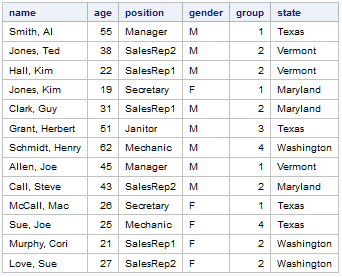 name age position gender group state
Smith, Al 55 Manager M 1 Texas
Jones, Ted 38 SalesRep2 M 2 Vermont
Hall, Kim 22 SalesRep1 M 2 Vermont
Jones, Kim 19 Secretary F 1 Maryland
Clark, Guy 31 SalesRep1 M 2 Maryland
Grant, Herbert 51 Janitor M 3 Texas
Schmidt, Henry 62 Mechanic M 4 Washington
Allen, Joe 45 Manager M 1 Vermont
Call, Steve 43 SalesRep2 M 2 Maryland
McCall, Mac 26 Secretary F 1 Texas
Sue, Joe 25 Mechanic F 4 Texas
Murphy, Cori 21 SalesRep1 F 2 Washington
Love, Sue 27 SalesRep2 F 2 Washington